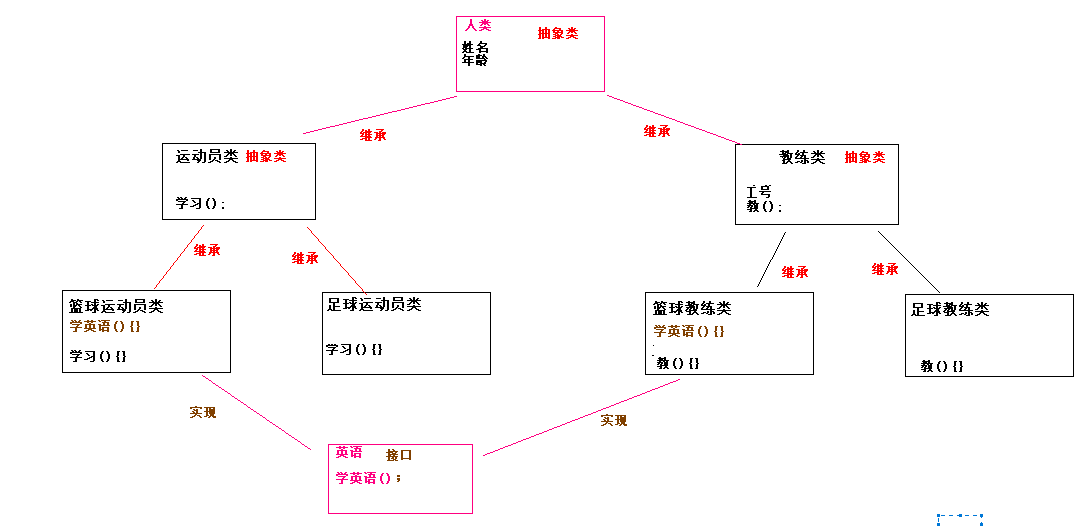 人类 抽象类
姓名
年龄
继承 继承
运动员类 抽象类
学习();
教练类 抽象类
工号
教();
继承 继承 继承 继承
篮球运动员类
学英语(){}
学习(){}
足球运动员类
学习(){}
篮球教练类
学英语(){}
教(){}
足球教练类
教(){}
实现 实现
英语 接口
学英语();